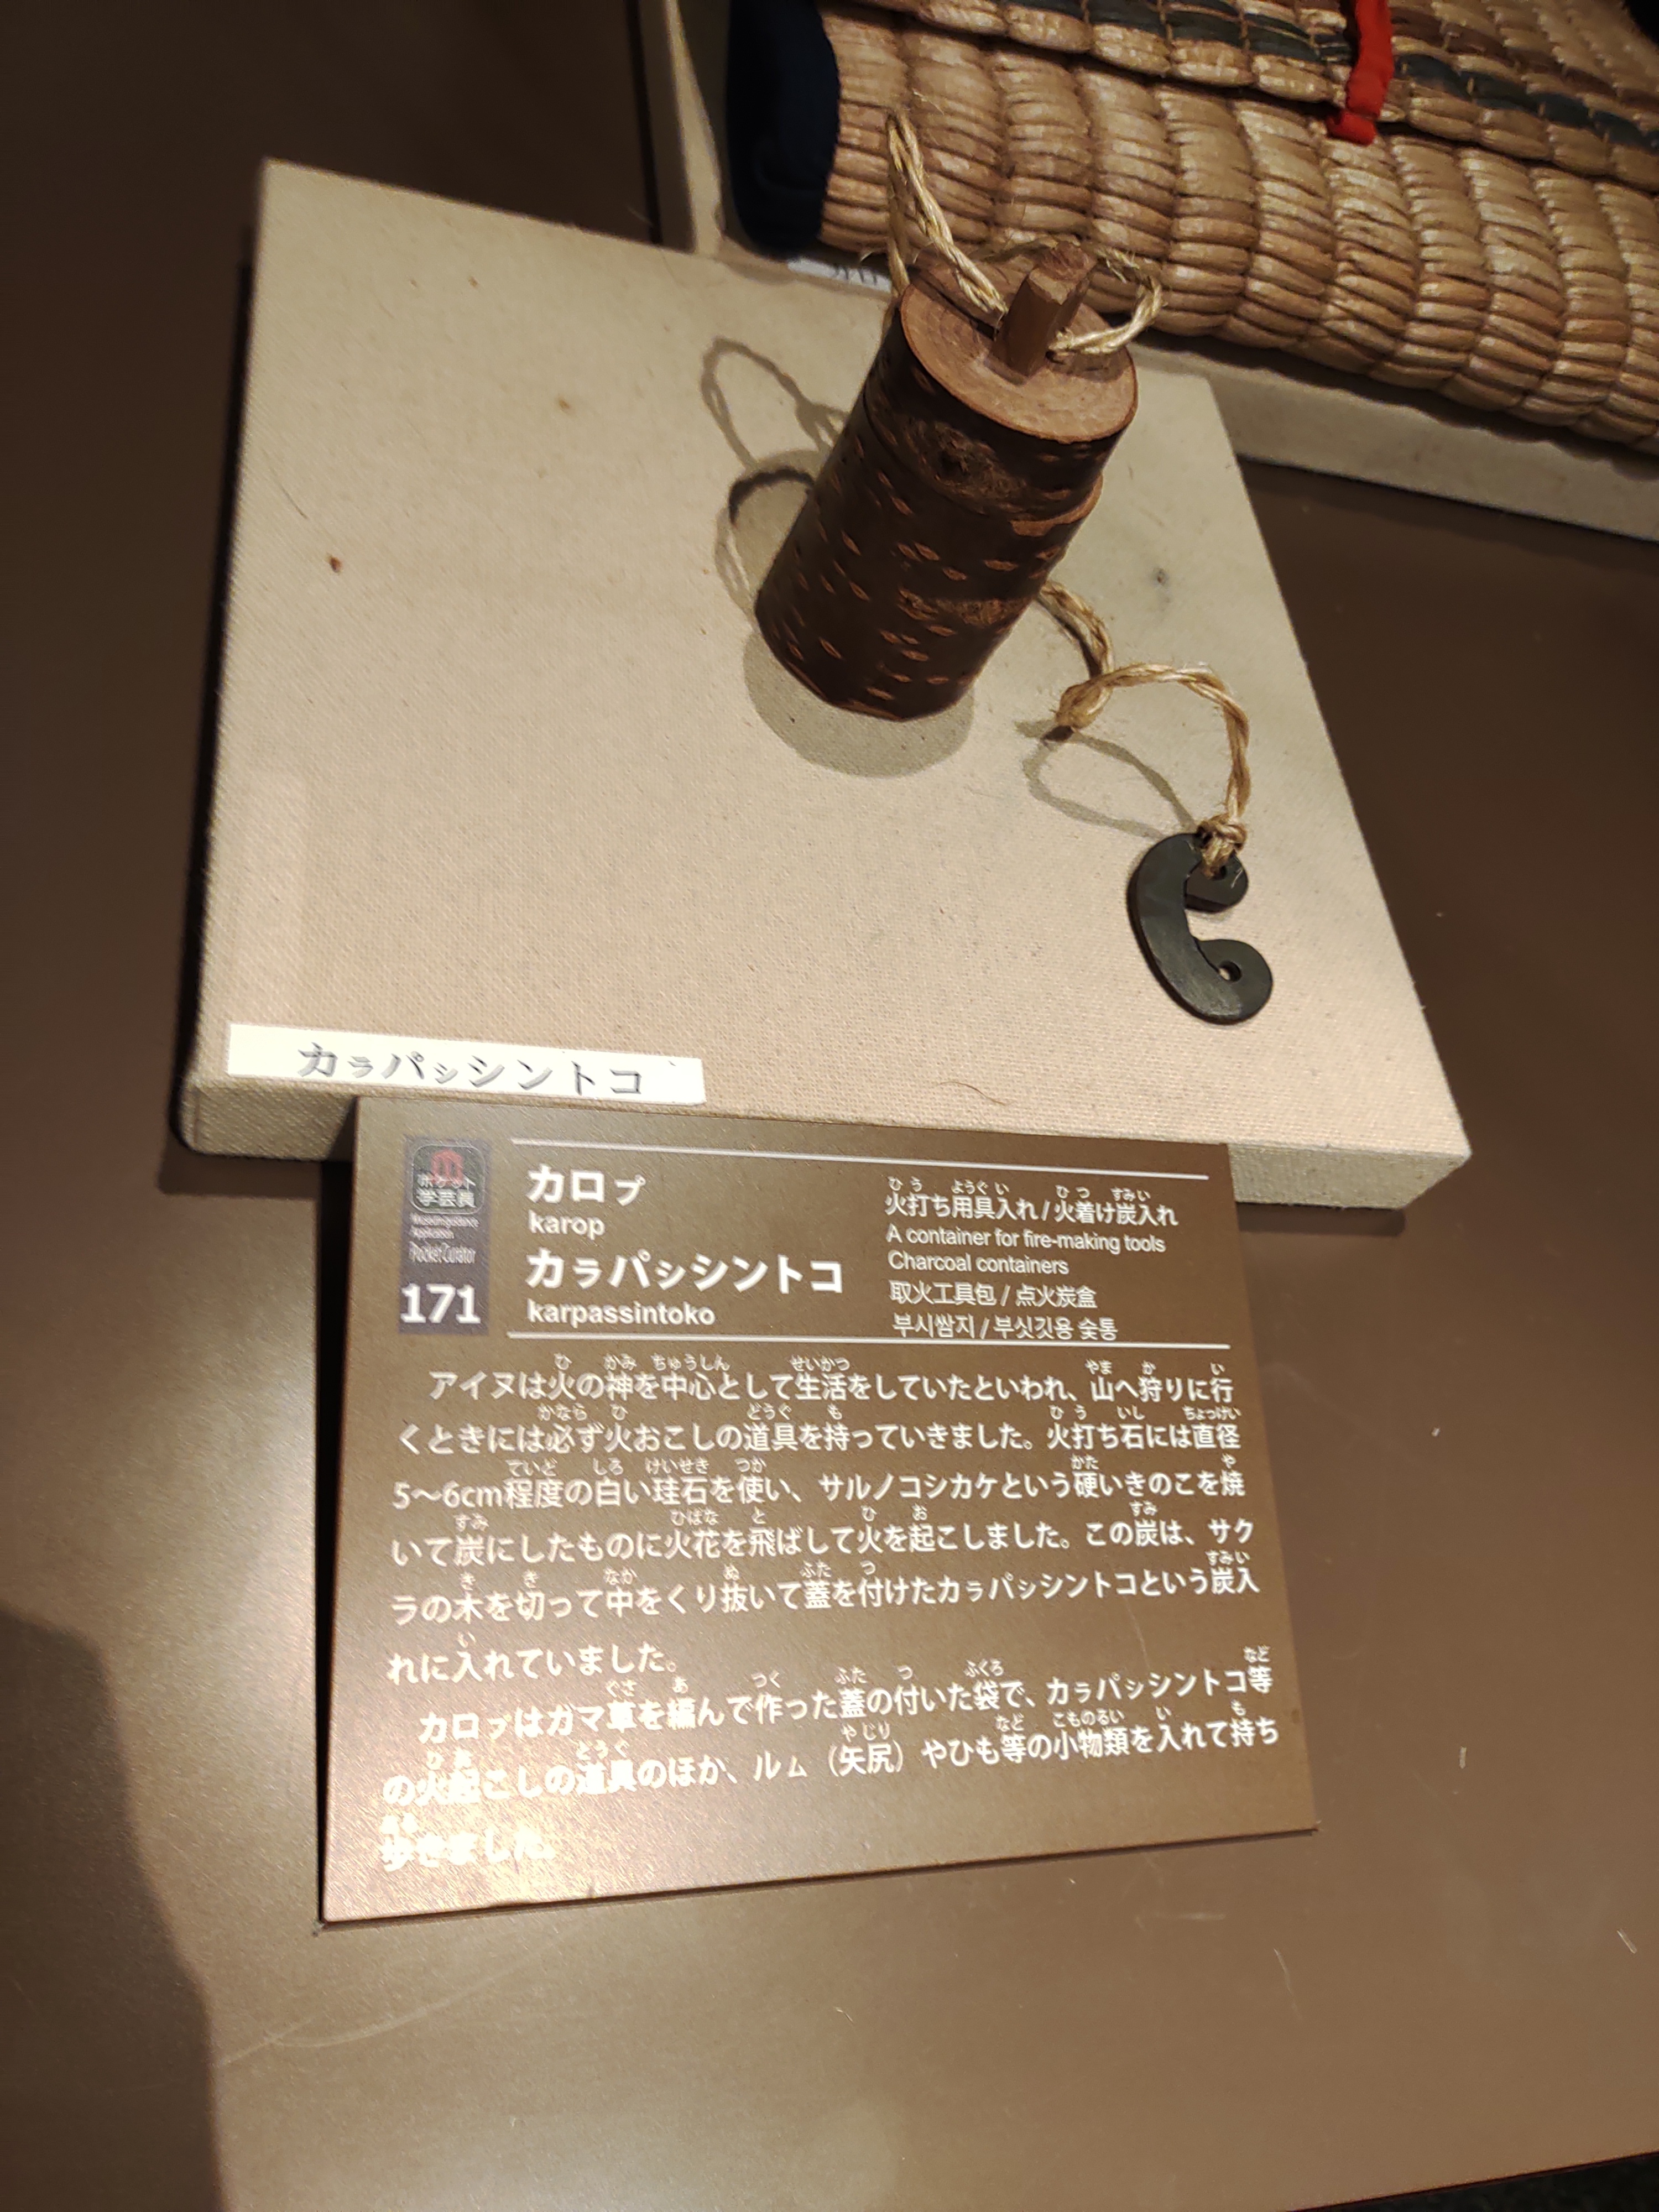 カㇻパッシントコ
ポケット
学芸員
Pocket Curator
171
カロㇷ゚
karop
カㇻパㇱシントコ
karpassintoko
火打ち用具入れ / 火着け炭入れ
A container for fire-making tools
Charcoal containers
取火工具包 / 点火炭盒
부시쌈지 / 부싯깃용 숯통
アイヌは火の神を中心として生活をしていたといわれ、山へ狩りに行
くときには必ず火おこしの道具を持っていきました。火打ち石には直径
5～6cm程度の白い珪石を使い、サルノコシカケという硬いきのこを焼
いて炭にしたものに火花を飛ばして火を起こしました。この炭は、サク
ラの木を切って中をくり抜いて蓋を付けたカㇻパㇱシントコという炭入
れに入れていました。
カロㇷ゚はガマ草を編んで作った蓋の付いた袋で、カㇻパㇱシントコ等
の火起こしの道具のほか、ルㇺ（矢尻）やひも等の小物類を入れて持ち
歩きました。